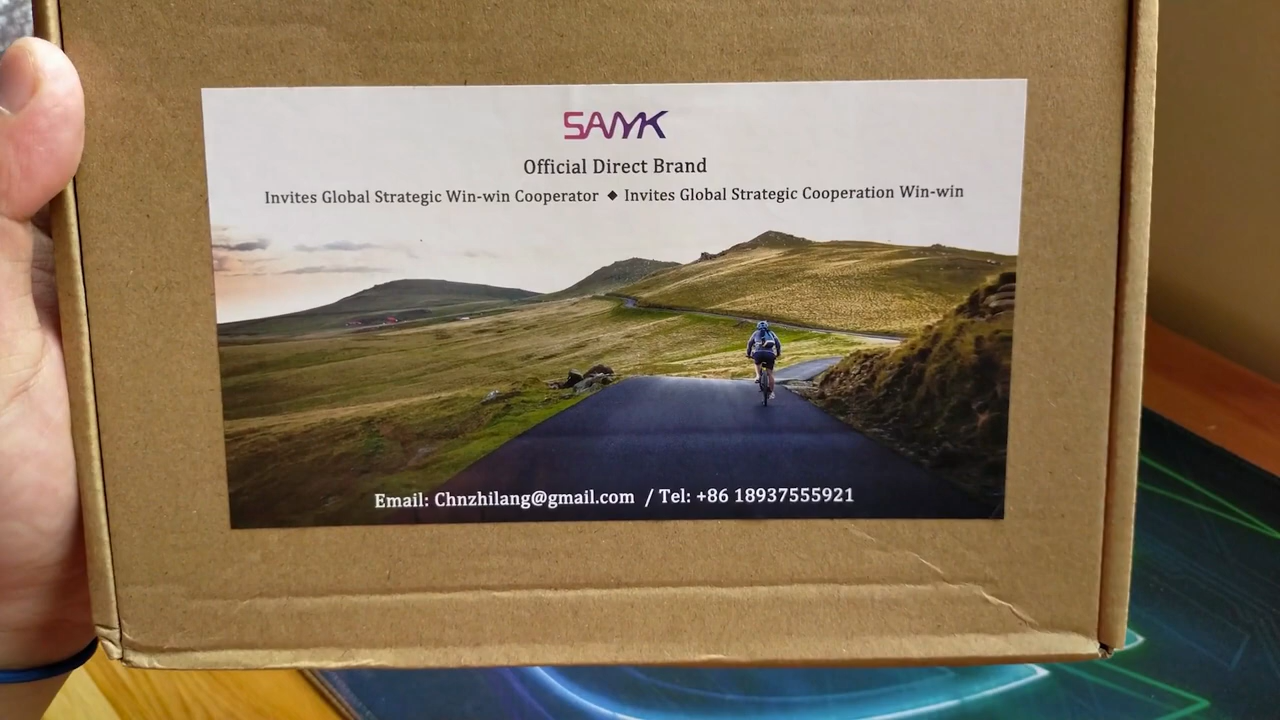 SAMYK
Official Direct Brand
Invites Global Strategic Win-win Cooperator ◆ Invites Global Strategic Cooperation Win-win
Email: Chnzhilang@gmail.com / Tel: +86 18937555921